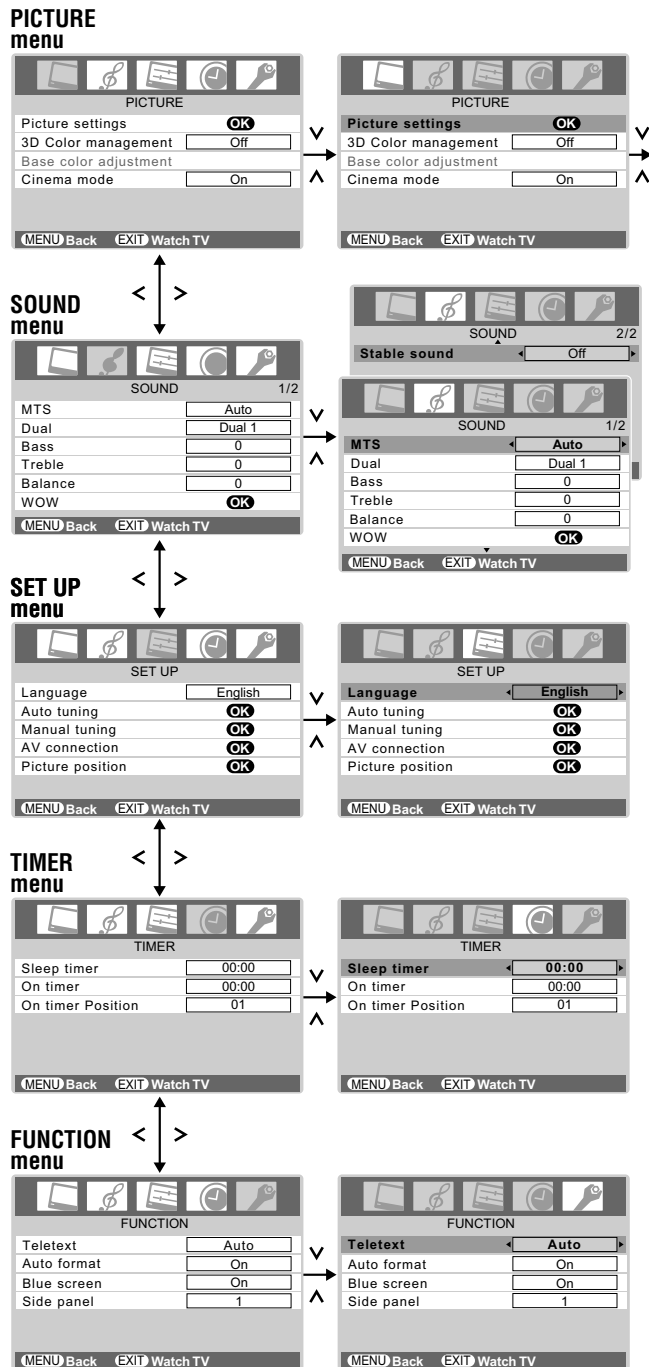 PICTURE
menu
PICTURE
Picture settings OK
3D Color management Off
Base color adjustment
Cinema mode On
MENU Back EXIT Watch TV
PICTURE
Picture settings OK
3D Color management Off
Base color adjustment
Cinema mode On
MENU Back EXIT Watch TV
SOUND
menu
SOUND 1/2
MTS Auto
Dual Dual 1
Bass 0
Treble 0
Balance 0
WOW OK
MENU Back EXIT Watch TV
SOUND 2/2
Stable sound Off
SOUND 1/2
MTS Auto
Dual Dual 1
Bass 0
Treble 0
Balance 0
WOW OK
MENU Back EXIT Watch TV
SET UP
menu
SET UP
Language English
Auto tuning OK
Manual tuning OK
AV connection OK
Picture position OK
MENU Back EXIT Watch TV
SET UP
Language English
Auto tuning OK
Manual tuning OK
AV connection OK
Picture position OK
MENU Back EXIT Watch TV
TIMER
menu
TIMER
Sleep timer 00:00
On timer 00:00
On timer Position 01
MENU Back EXIT Watch TV
TIMER
Sleep timer 00:00
On timer 00:00
On timer Position 01
MENU Back EXIT Watch TV
FUNCTION
menu
FUNCTION
Teletext Auto
Auto format On
Blue screen On
Side panel 1
MENU Back EXIT Watch TV
FUNCTION
Teletext Auto
Auto format On
Blue screen On
Side panel 1
MENU Back EXIT Watch TV